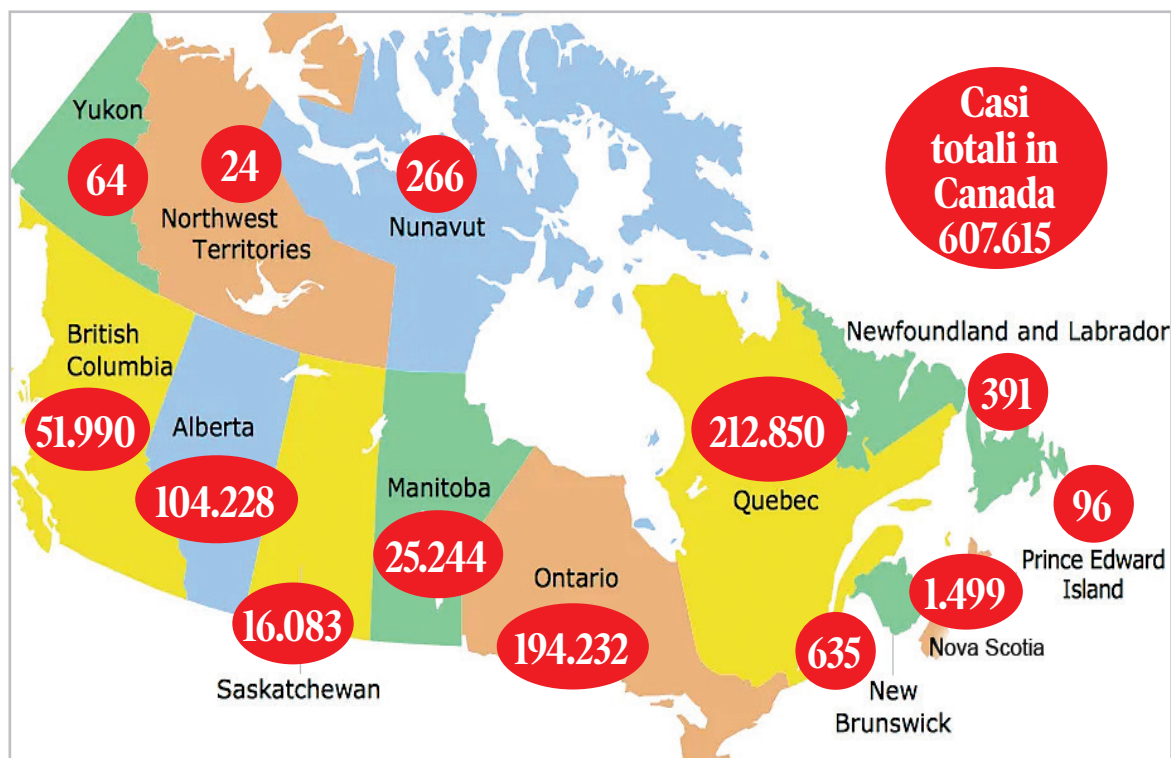 Casi
totali in
Canada
607.615
Yukon
64
24
Northwest
Territories
266
Nunavut
British
Columbia
51.990
Alberta
104.228
16.083
Saskatchewan
Manitoba
25.244
Ontario
194.232
212.850
Quebec
Newfoundland and Labrador
391
96
Prince Edward
Island
1.499
Nova Scotia
635
New
Brunswick